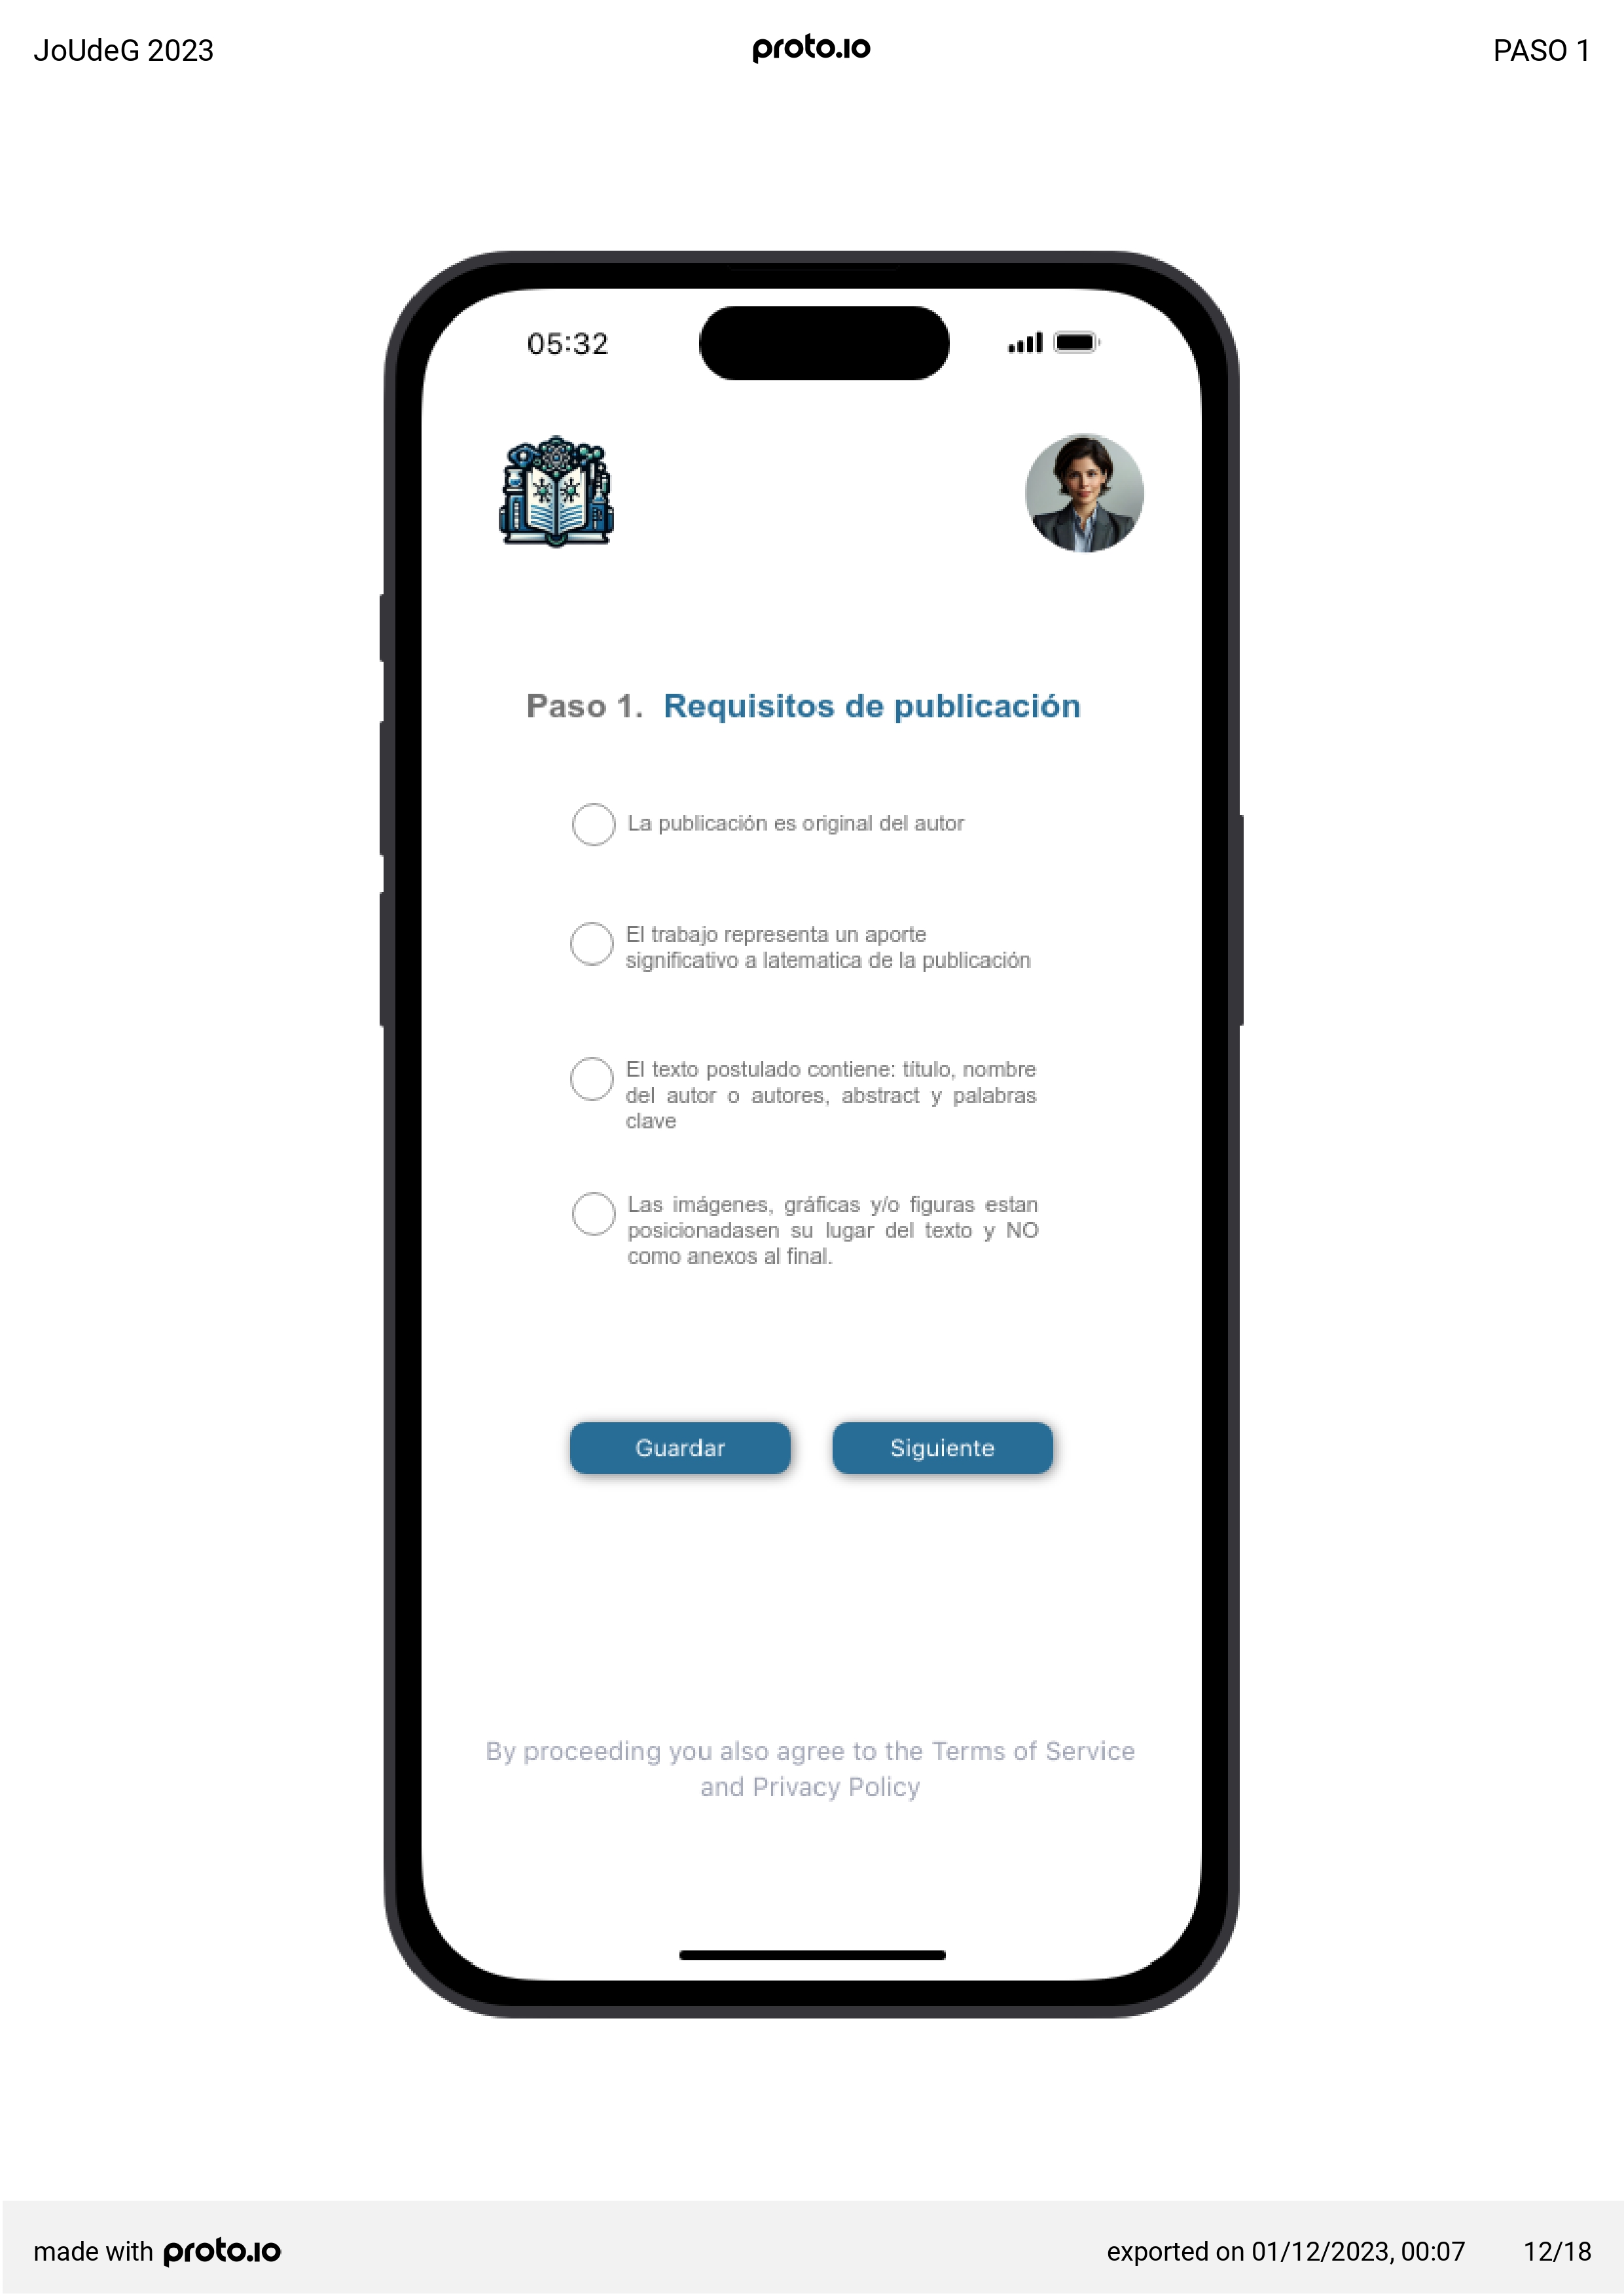 JoUdeG 2023
proto.io
PASO 1
05:32
Paso 1. Requisitos de publicación
La publicación es original del autor
El trabajo representa un aporte
significativo a latematica de la publicación
El texto postulado contiene: título, nombre
del autor o autores, abstract y palabras
clave
Las imágenes, gráficas y/o figuras estan
posicionadasen su lugar del texto y NO
como anexos al final.
Guardar
Siguiente
By proceeding you also agree to the Terms of Service
and Privacy Policy
made with proto.io
exported on 01/12/2023, 00:07
12/18